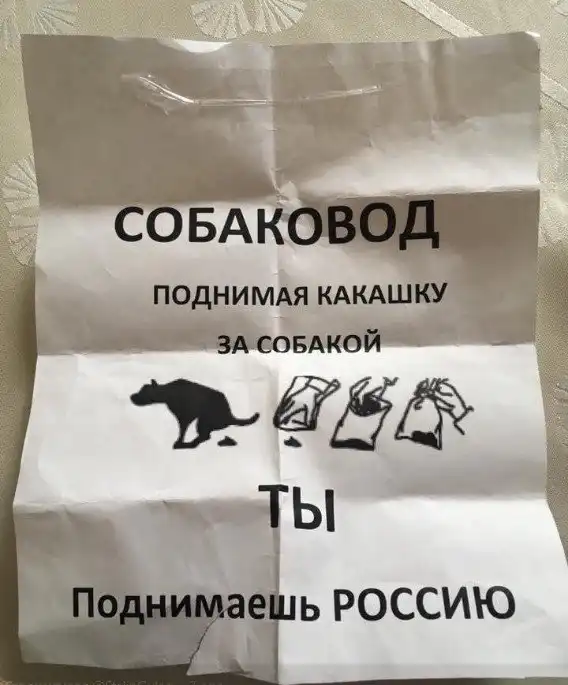 СОБАКОВОД
ПОДНИМАЯ КАКАШКУ
ЗА СОБАКОЙ
ТЫ
Поднимаешь РОССИЮ